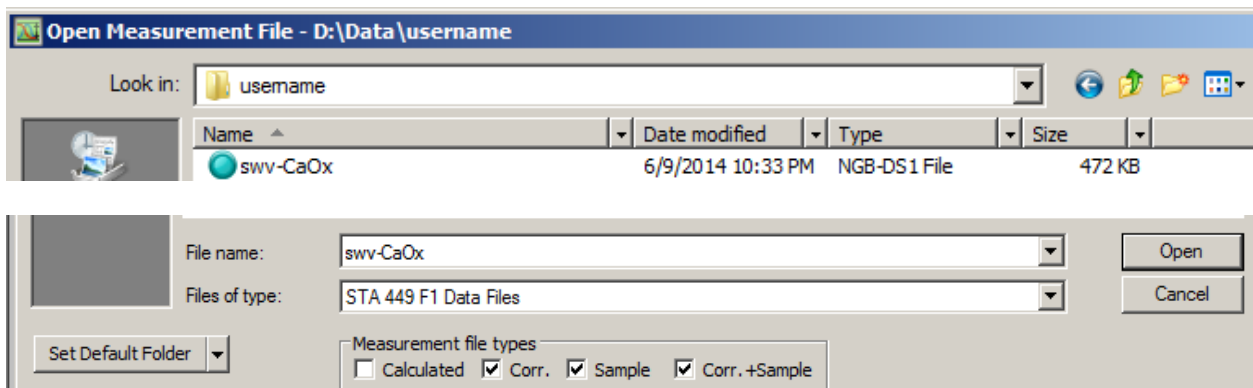 Open Measurement File - D:\Data\username
Look in: username
Name Date modified Type Size
swv-CaOx 6/9/2014 10:33 PM NGB-DS1 File 472 KB
File name: swv-CaOx Open
Files of type: STA 449 F1 Data Files Cancel
Measurement file types
Set Default Folder Calculated Corr. Sample Corr.+Sample